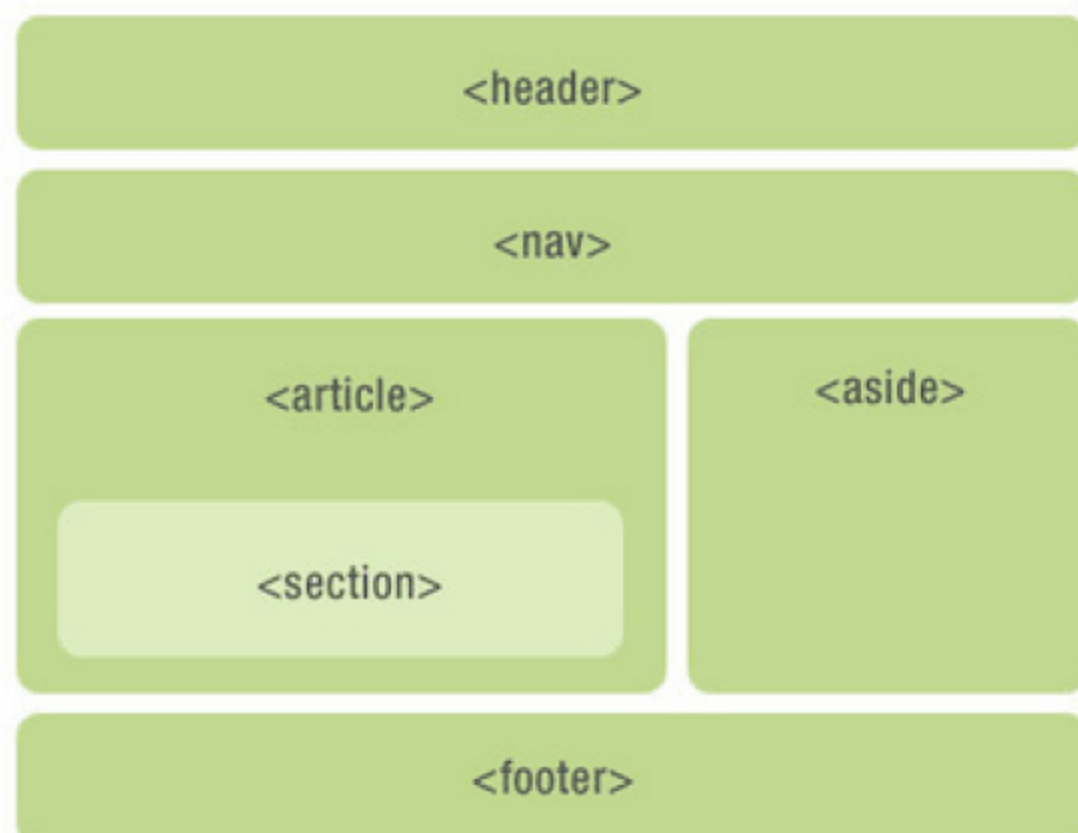 <header>
<nav>
<article>
<aside>
<section>
<footer>